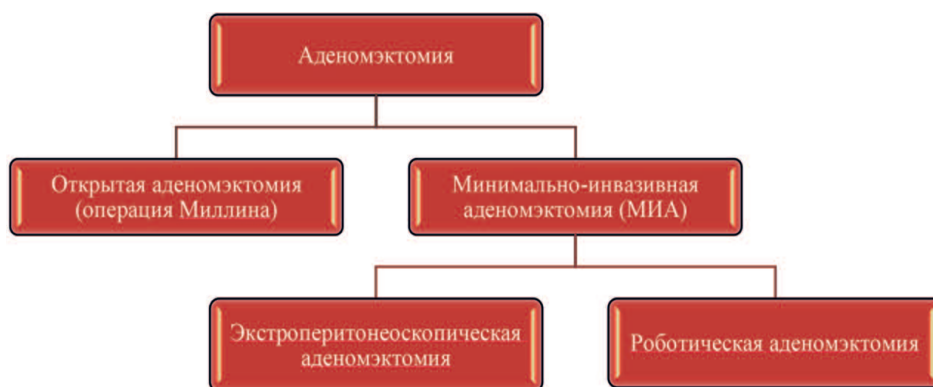 Аденомэктомия
Открытая аденомэктомия
(операция Миллина)
Минимально-инвазивная
аденомэктомия (МИА)
Экстроперитонеоскопическая
аденомэктомия
Роботическая аденомэктомия